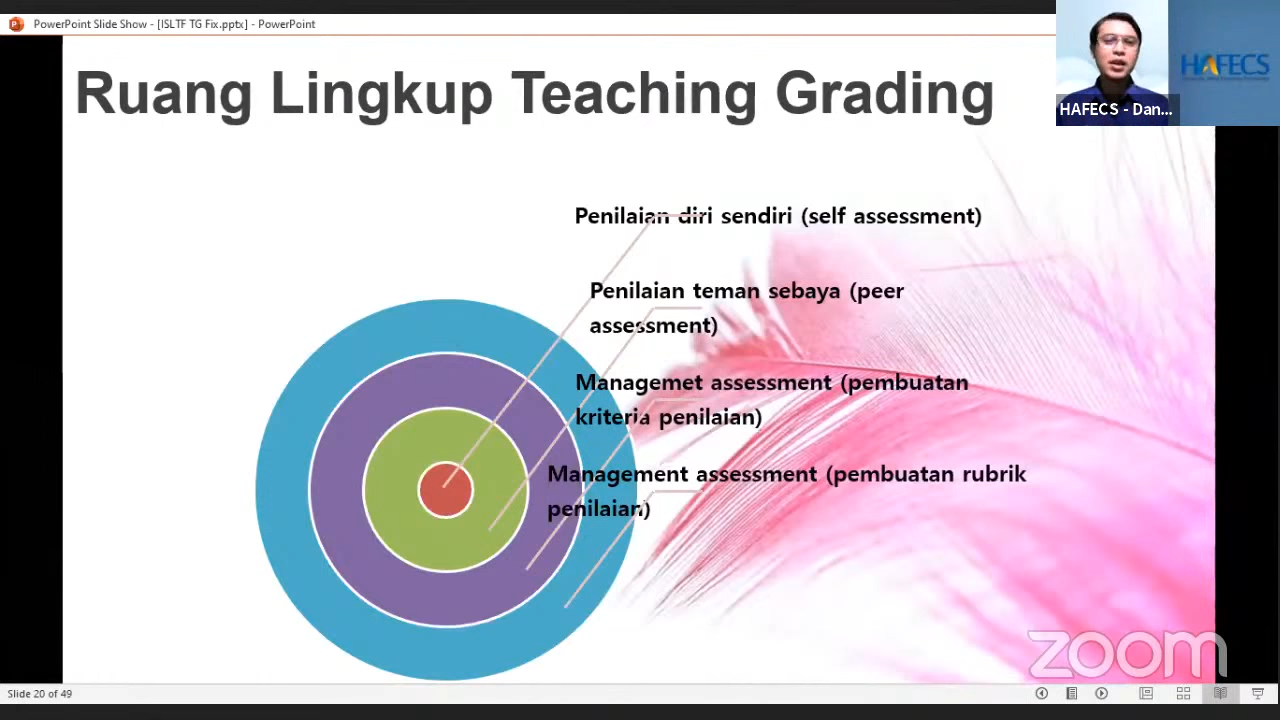 PowerPoint Slide Show - [ISLTF TG Fix.pptx] - PowerPoint
HAFECS
HAFECS - Dan...
Ruang Lingkup Teaching Grading
Penilaian diri sendiri (self assessment)
Penilaian teman sebaya (peer
assessment)
Managemet assessment (pembuatan
kriteria penilaian)
Management assessment (pembuatan rubrik
penilaian)
zoom
Slide 20 of 49